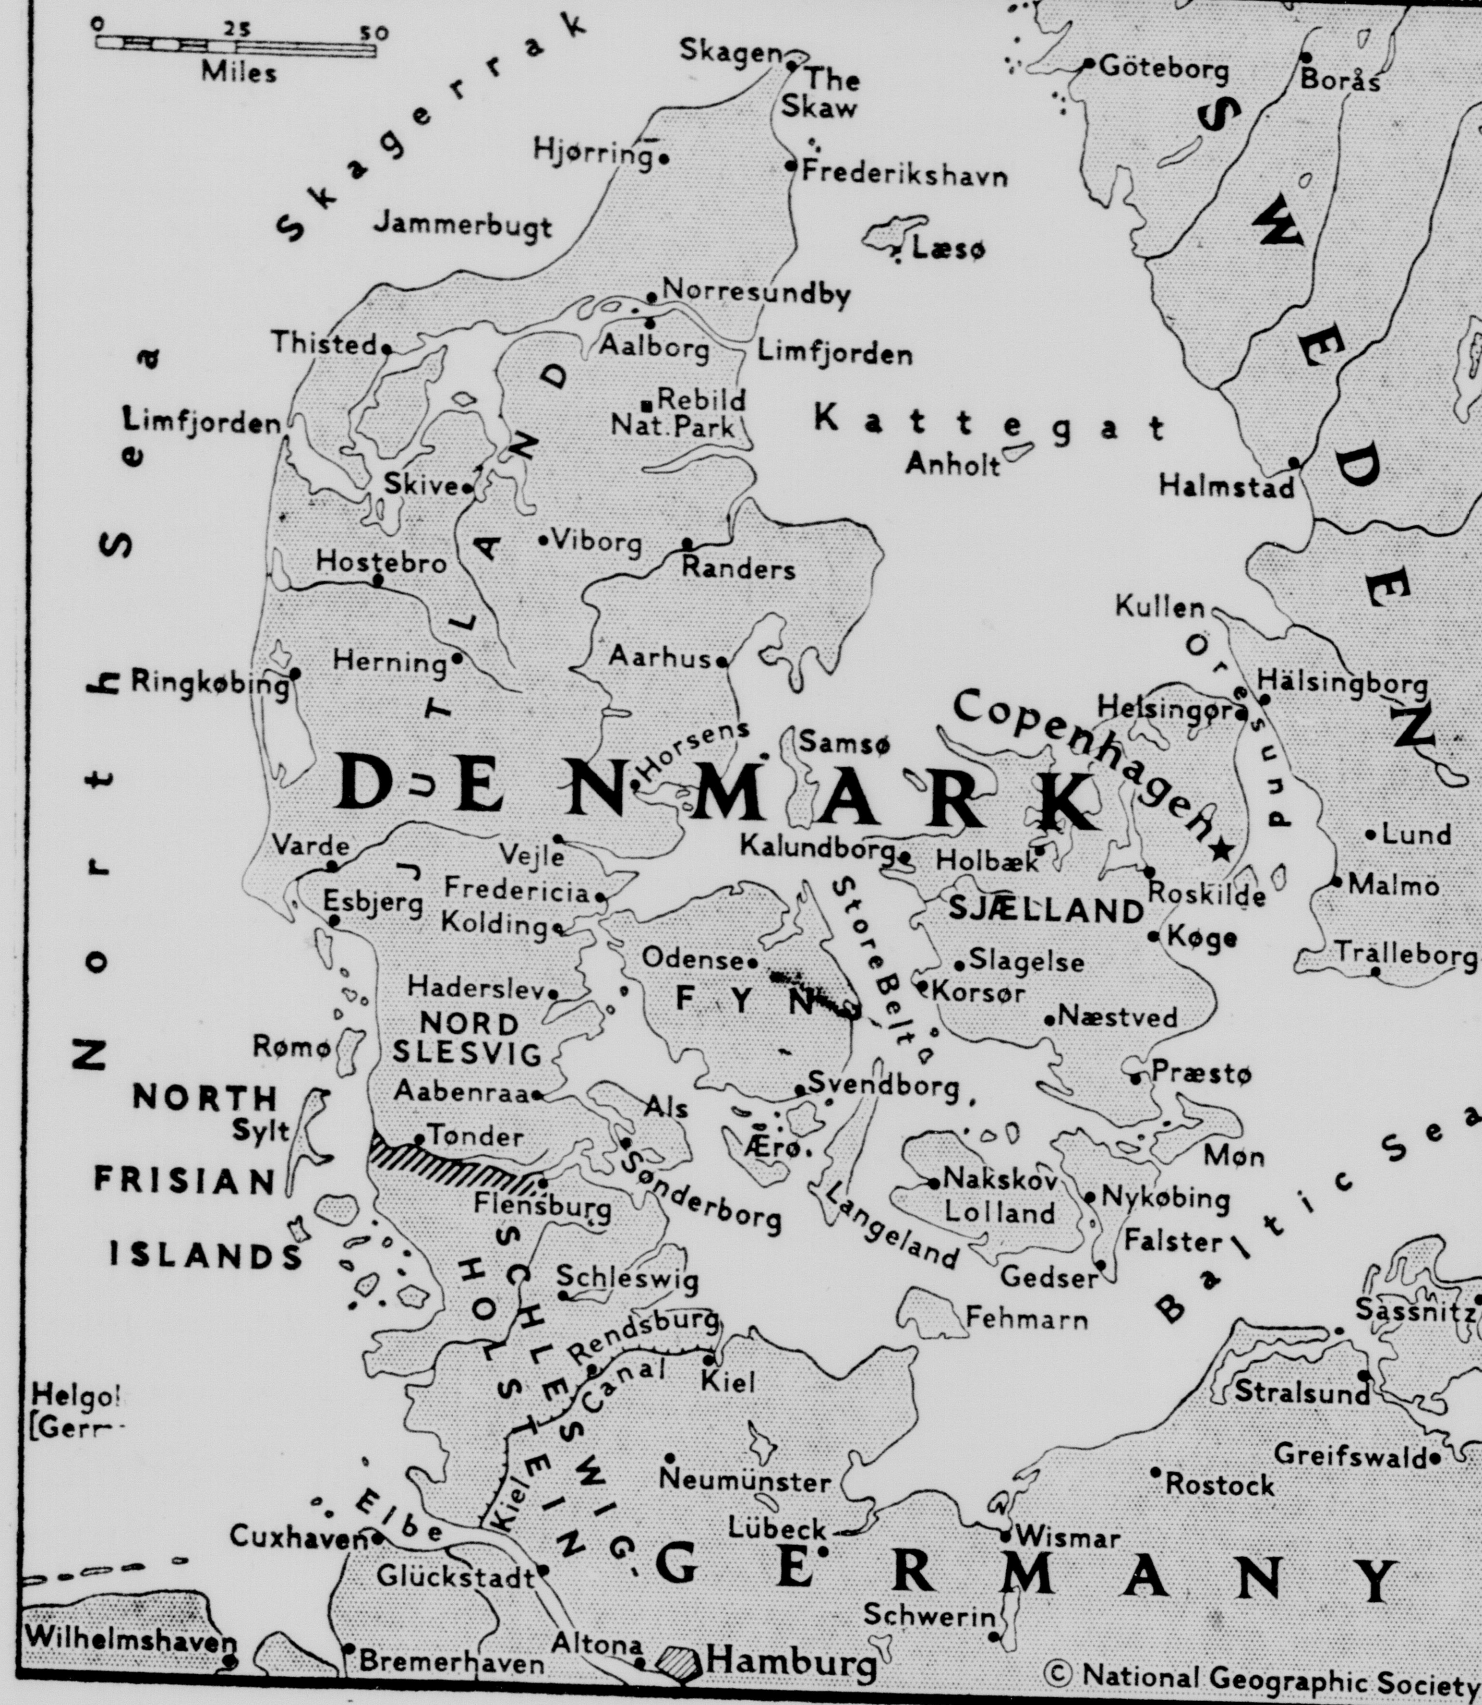 0 25 50
Miles
Skagerrak
Skagen
The
Skaw
Göteborg
Borås
SWEDEN
Hjørring
Frederikshavn
Jammerbugt
Læsø
Nørresundby
Thisted
Aalborg
Limfjorden
North Sea
Rebild
Nat. Park
Limfjorden
Kattegat
Anholt
Halmstad
Skive
JUTLAND
Viborg
Hostebro
Randers
Kullen
Øresund
Herning
Aarhus
Ringkøbing
Hälsingborg
Helsingør
Copenhagen
Horsens
Samsø
DENMARK
Lund
Varde
Vejle
Kalundborg
Holbæk
Malmö
Roskilde
Fredericia
Esbjerg
Kolding
Store Belt
SJÆLLAND
Køge
Trälleborg
Odense
Slagelse
Haderslev
FYN
Korsør
Næstved
NORD
SLESVIG
Rømø
Præstø
Aabenraa
Svendborg
NORTH
Als
Sylt
Tønder
Ærø
Møn
Baltic Sea
FRISIAN
Flensburg
Sønderborg
Nakskov
Lolland
Nykøbing
Langeland
Falster
ISLANDS
Gedser
SCHLESWIG-
HOLSTEIN
Schleswig
Fehmarn
Sassnitz
Rendsburg
Kiel
Canal
Kiel
Stralsund
Helgol
[Ger
Greifswald
Neumünster
Rostock
Elbe
Cuxhaven
Lübeck
Wismar
Glückstadt
GERMANY
Schwerin
Wilhelmshaven
Bremerhaven
Altona
Hamburg
© National Geographic Society